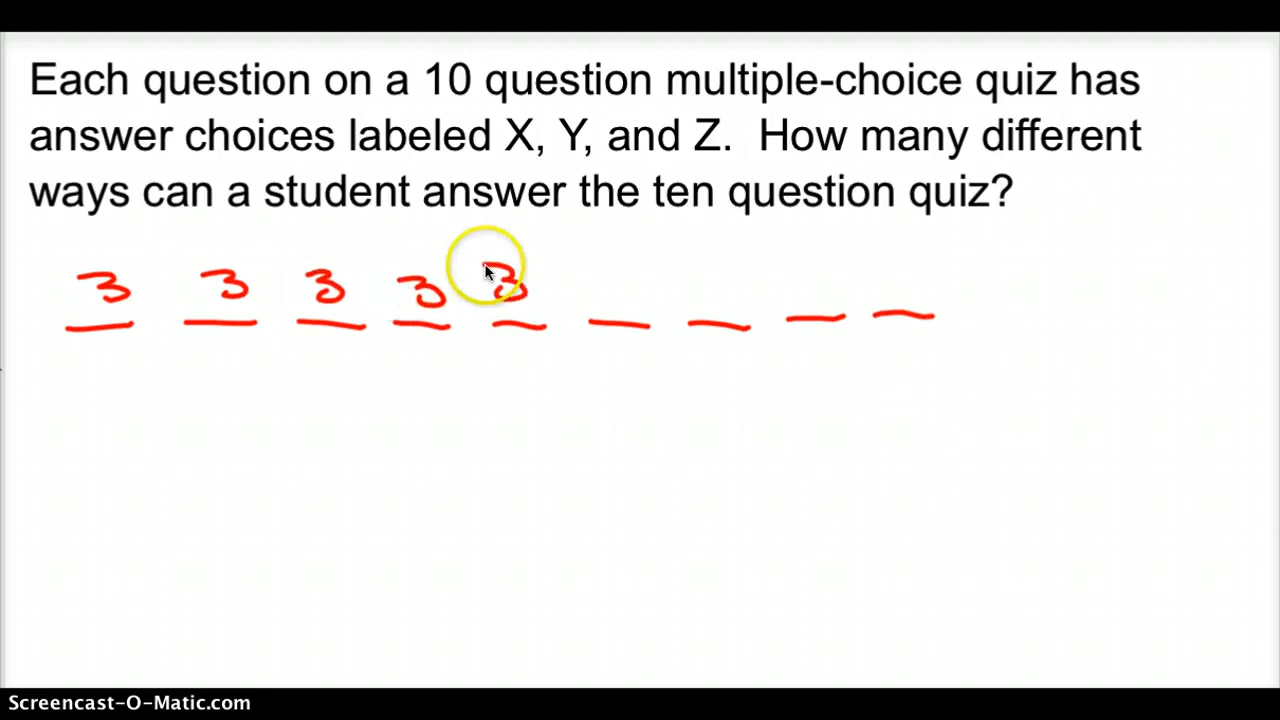 Each question on a 10 question multiple-choice quiz has
answer choices labeled X, Y, and Z.  How many different
ways can a student answer the ten question quiz?
3 3 3 3 3
Screencast-O-Matic.com